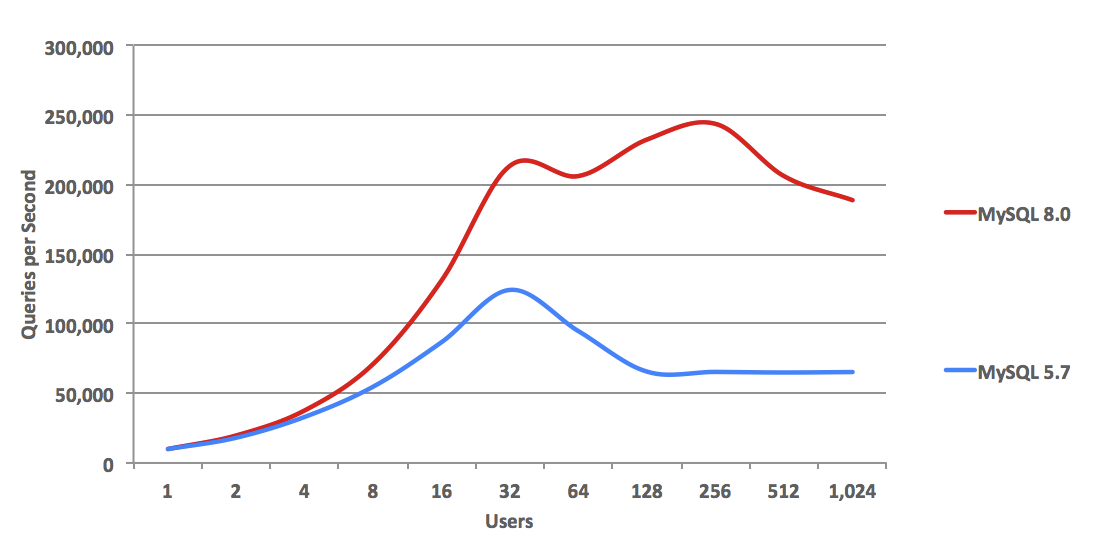 300,000
250,000
200,000
150,000
100,000
50,000
0
Queries per Second
1 2 4 8 16 32 64 128 256 512 1,024
Users
MySQL 8.0
MySQL 5.7